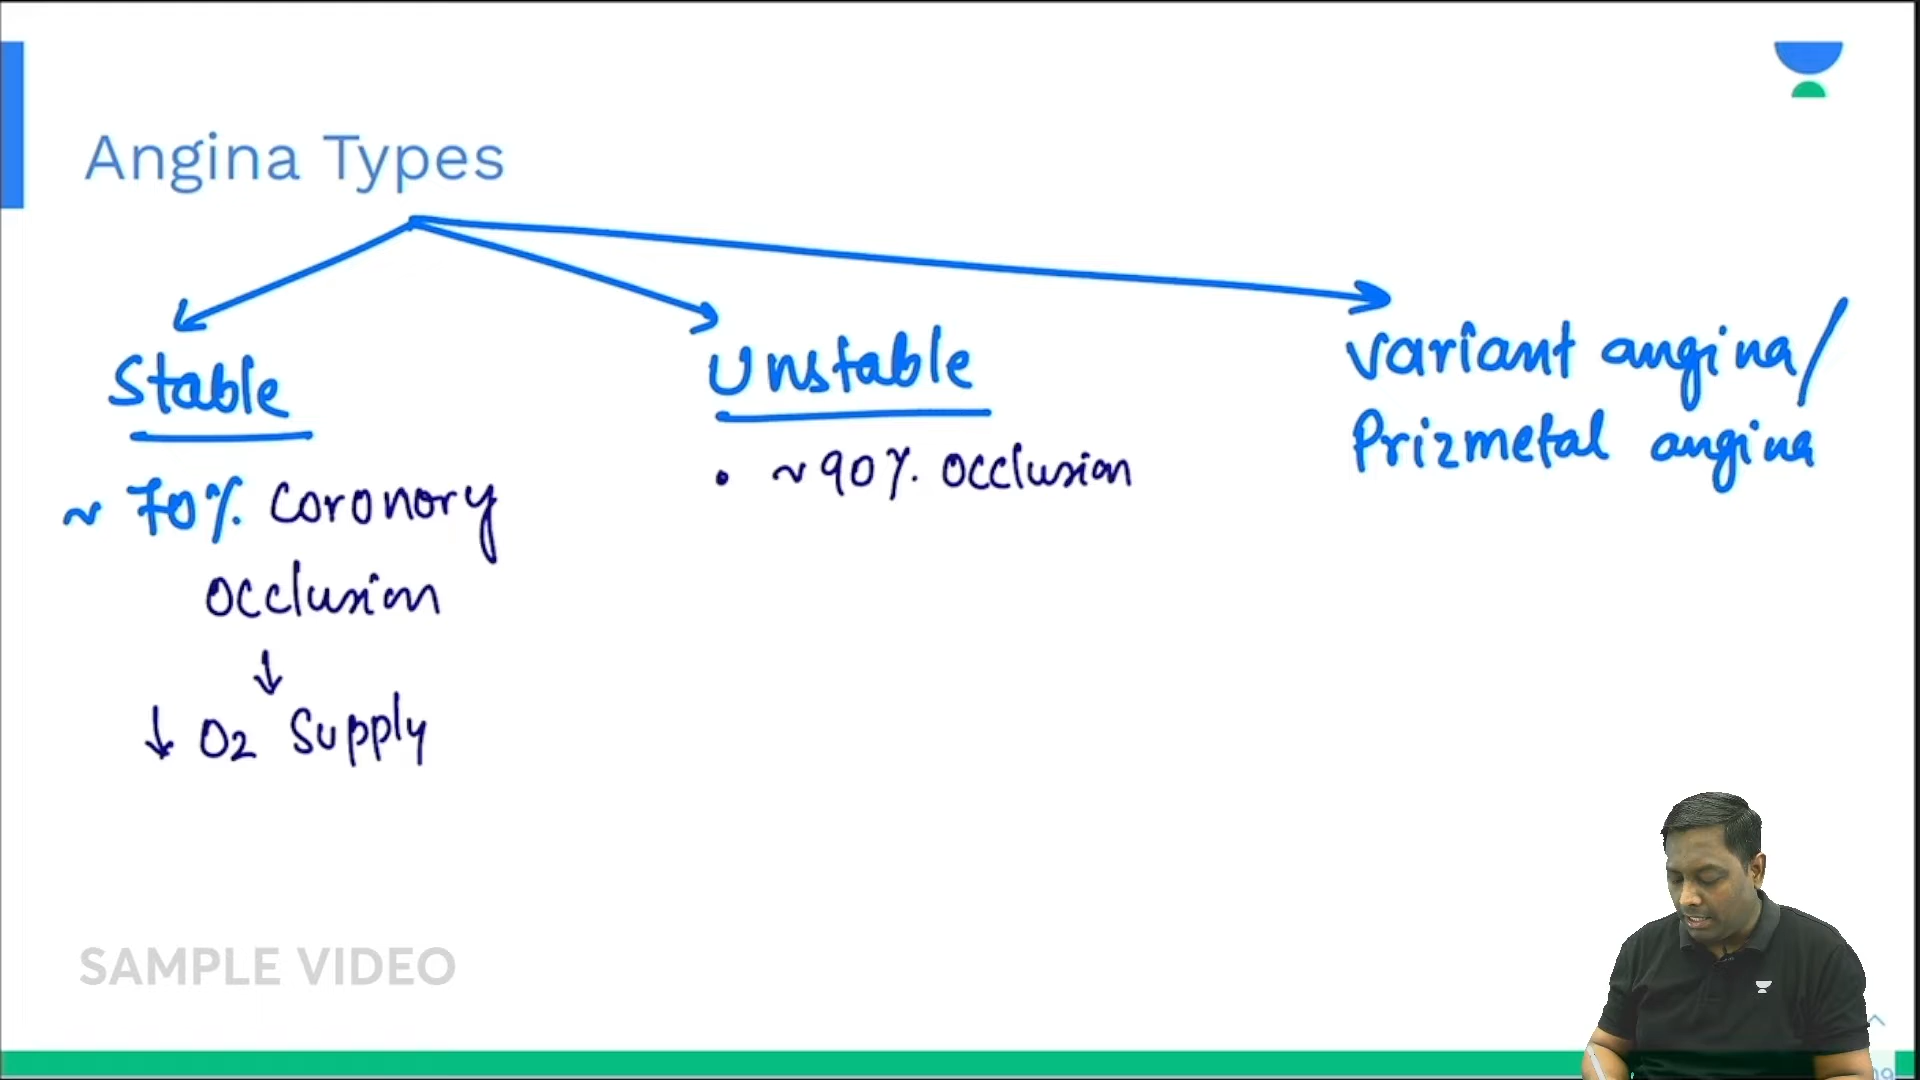 Angina Types
Stable
~ 70% Coronory
Occlusion
↓
↓ O2 Supply
Unstable
• ~90% Occlusion
Variant angina/
Prizmetal angina
SAMPLE VIDEO